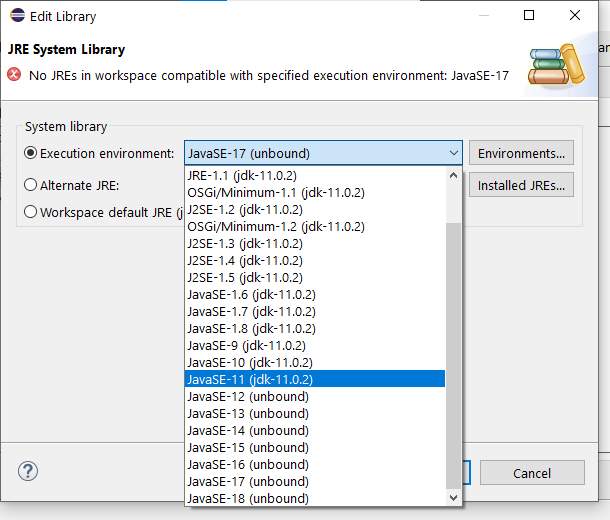 Edit Library
JRE System Library
No JREs in workspace compatible with specified execution environment: JavaSE-17
System library
Execution environment:
JavaSE-17 (unbound)
Environments...
Alternate JRE:
Installed JREs...
Workspace default JRE (j
JRE-1.1 (jdk-11.0.2)
OSGi/Minimum-1.1 (jdk-11.0.2)
J2SE-1.2 (jdk-11.0.2)
OSGi/Minimum-1.2 (jdk-11.0.2)
J2SE-1.3 (jdk-11.0.2)
J2SE-1.4 (jdk-11.0.2)
J2SE-1.5 (jdk-11.0.2)
JavaSE-1.6 (jdk-11.0.2)
JavaSE-1.7 (jdk-11.0.2)
JavaSE-1.8 (jdk-11.0.2)
JavaSE-9 (jdk-11.0.2)
JavaSE-10 (jdk-11.0.2)
JavaSE-11 (jdk-11.0.2)
JavaSE-12 (unbound)
JavaSE-13 (unbound)
JavaSE-14 (unbound)
JavaSE-15 (unbound)
JavaSE-16 (unbound)
JavaSE-17 (unbound)
JavaSE-18 (unbound)
?
Cancel